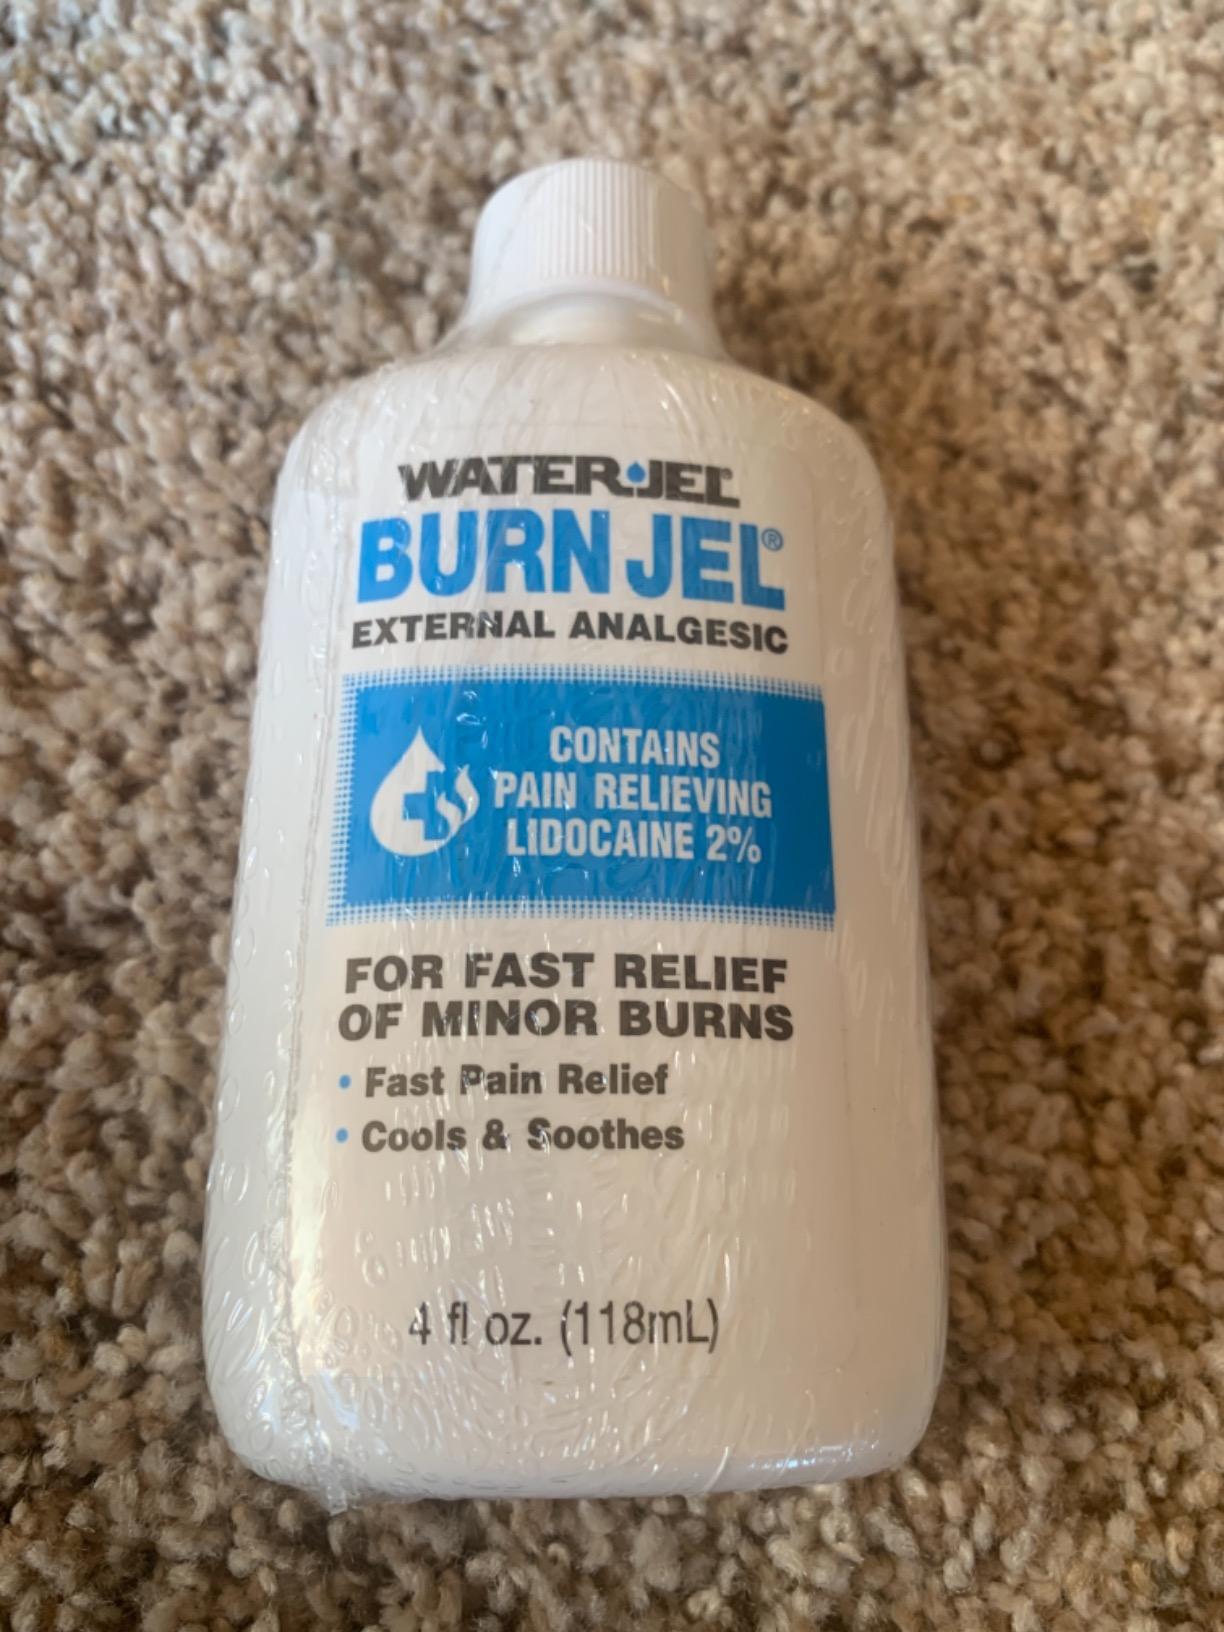 WATER-JEL
BURN JEL®
EXTERNAL ANALGESIC
CONTAINS
PAIN RELIEVING
LIDOCAINE 2%
FOR FAST RELIEF
OF MINOR BURNS
• Fast Pain Relief
• Cools & Soothes
4 fl oz. (118mL)